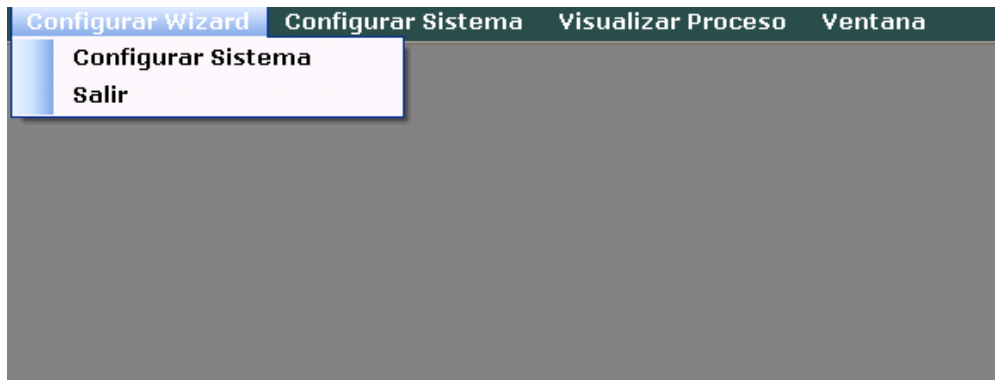 Configurar Wizard Configurar Sistema Visualizar Proceso Ventana
Configurar Sistema
Salir